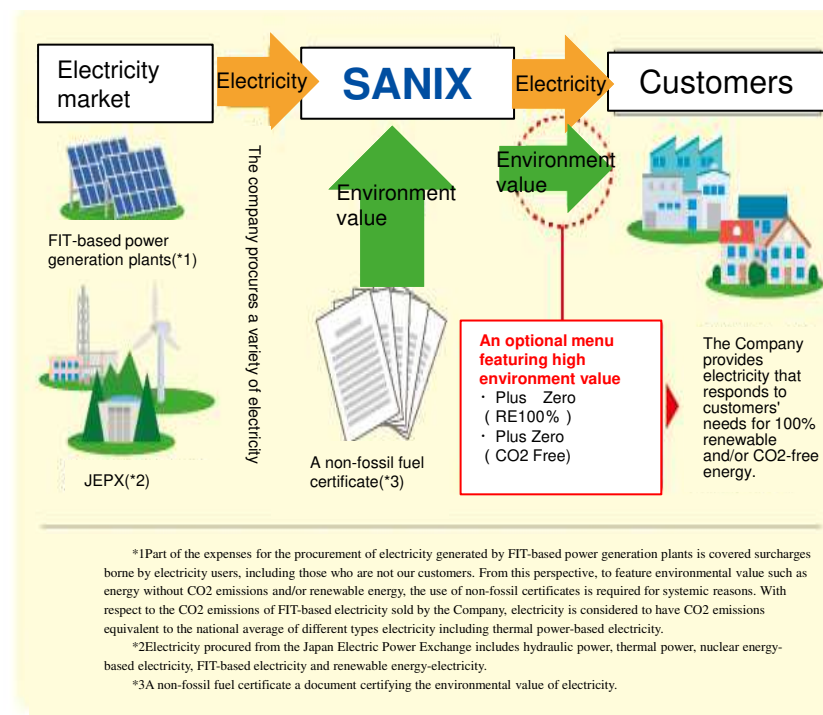 Electricity
market
Electricity
SANIX
Electricity
Customers
FIT-based power
generation plants(*1)
JEPX(*2)
The company procures a variety of electricity
Environment
value
A non-fossil fuel
certificate(*3)
Environment
value
An optional menu
featuring high
environment value
・ Plus Zero
( RE100% )
・ Plus Zero
( CO2 Free)
The Company
provides
electricity that
responds to
customers'
needs for 100%
renewable
and/or CO2-free
energy.
*1Part of the expenses for the procurement of electricity generated by FIT-based power generation plants is covered surcharges
borne by electricity users, including those who are not our customers. From this perspective, to feature environmental value such as
energy without CO2 emissions and/or renewable energy, the use of non-fossil certificates is required for systemic reasons. With
respect to the CO2 emissions of FIT-based electricity sold by the Company, electricity is considered to have CO2 emissions
equivalent to the national average of different types electricity including thermal power-based electricity.
*2Electricity procured from the Japan Electric Power Exchange includes hydraulic power, thermal power, nuclear energy-
based electricity, FIT-based electricity and renewable energy-electricity.
*3A non-fossil fuel certificate a document certifying the environmental value of electricity.